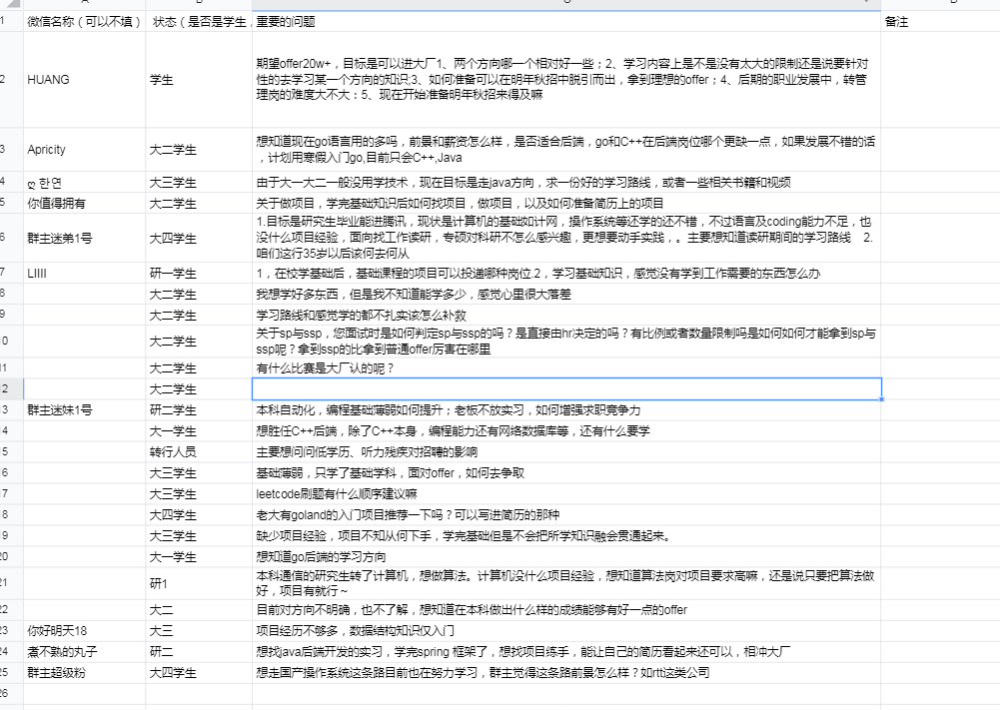 1 微信名称（可以不填） 状态（是否是学生， 重要的问题 备注
2 HUANG 学生 期望offer20w+，目标是可以进大厂1、两个方向哪一个相对好一些；2、学习内容上是不是没有太大的限制还是说要针对
性的去学习某一个方向的知识;3、如何准备可以在明年秋招中脱引而出，拿到理想的offer；4、后期的职业发展中，转管
理岗的难度大不大：5、现在开始准备明年秋招来得及嘛
3 Apricity 大二学生 想知道现在go语言用的多吗，前景和薪资怎么样，是否适合后端，go和C++在后端岗位哪个更缺一点，如果发展不错的话
，计划用寒假入门go,目前只会C++,Java
4 ღ 한연 大三学生 由于大一大二一般没用学技术，现在目标是走java方向，求一份好的学习路线，或者一些相关书籍和视频
5 你值得拥有 大二学生 关于做项目，学完基础知识后如何找项目，做项目，以及如何准备简历上的项目
6 群主迷弟1号 大四学生 1.目标是研究生毕业能进腾讯，现状是计算机的基础如计网，操作系统等还学的还不错，不过语言及coding能力不足，也
没什么项目经验，面向找工作读研，专硕对科研不怎么感兴趣，更想要动手实践，。主要想知道读研期间的学习路线 2.
咱们这行35岁以后该何去何从
7 LIIII 研一学生 1，在校学基础后，基础课程的项目可以投递哪种岗位.2，学习基础知识，感觉没有学到工作需要的东西怎么办
8 大二学生 我想学好多东西，但是我不知道能学多少，感觉心里很大落差
9 大二学生 学习路线和感觉学的都不扎实该怎么补救
10 大二学生 关于sp与ssp，您面试时是如何判定sp与ssp的吗？是直接由hr决定的吗？有比例或者数量限制吗是如何如何才能拿到sp与
ssp呢？拿到ssp的比拿到普通offer厉害在哪里
11 大二学生 有什么比赛是大厂认的呢？
12 大二学生
13 群主迷妹1号 研二学生 本科自动化，编程基础薄弱如何提升；老板不放实习，如何增强求职竞争力
14 大一学生 想胜任C++后端，除了C++本身，编程能力还有网络数据库等，还有什么要学
15 转行人员 主要想问问低学历、听力残疾对招聘的影响
16 大三学生 基础薄弱，只学了基础学科，面对offer，如何去争取
17 大三学生 leetcode刷题有什么顺序建议嘛
18 大四学生 老大有goland的入门项目推荐一下吗？可以写进简历的那种
19 大三学生 缺少项目经验，项目不知从何下手，学完基础但是不会把所学知识融会贯通起来。
20 大一学生 想知道go后端的学习方向
21 研1 本科通信的研究生转了计算机，想做算法。计算机没什么项目经验，想知道算法岗对项目要求高嘛，还是说只要把算法做
好，项目有就行～
22 大二 目前对方向不明确，也不了解，想知道在本科做出什么样的成绩能够有好一点的offer
23 你好明天18 大三 项目经历不够多，数据结构知识仅入门
24 煮不熟的丸子 研二 想找java后端开发的实习，学完spring 框架了，想找项目练手，能让自己的简历看起来还可以，相冲大厂
25 群主超级粉 大四学生 想走国产操作系统这条路目前也在努力学习，群主觉得这条路前景怎么样？如rtt这类公司
26